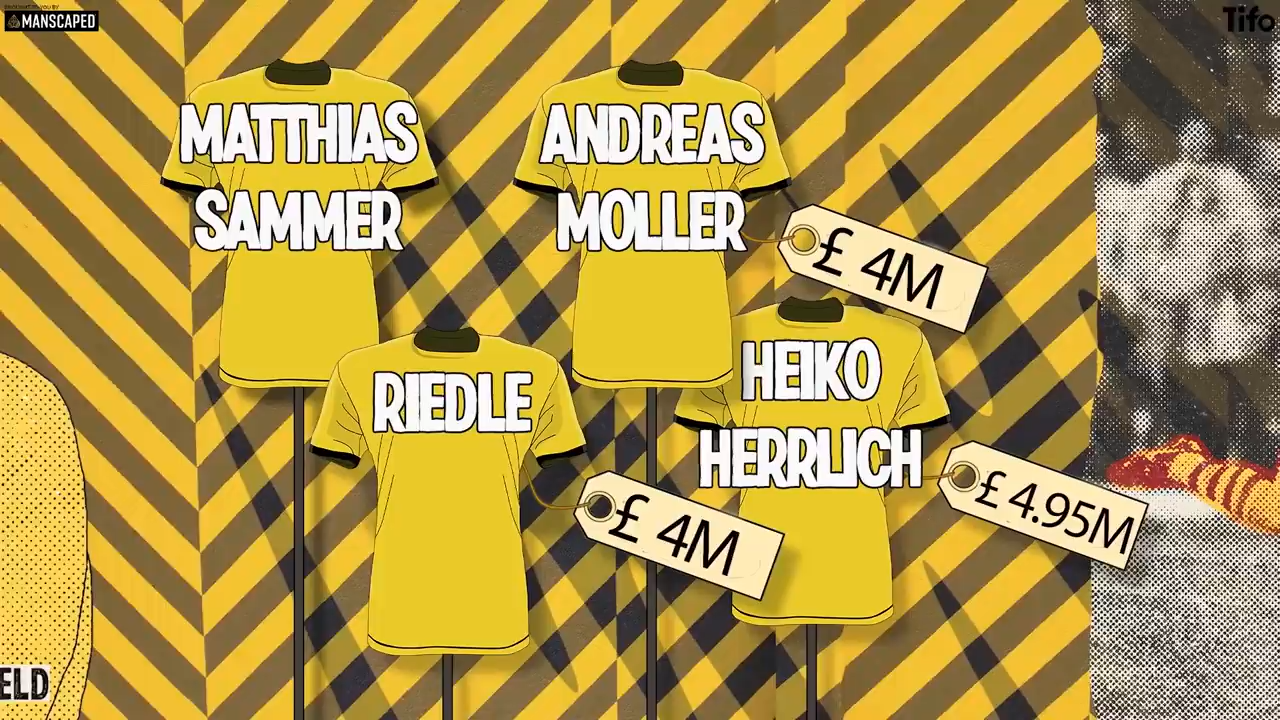 MANSCAPED
Tifo
MATTHIAS
SAMMER
ANDREAS
MOLLER
£ 4M
RIEDLE
£ 4M
HEIKO
HERRLICH
£ 4.95M
ELD